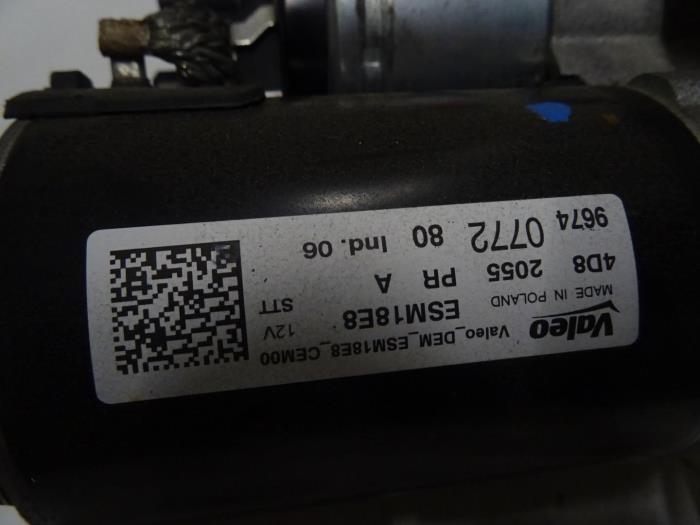 Valeo_DEM_ESM18E8_CEM00
Valeo ESM18E8 12V
MADE IN POLAND STT
4D8 2055 PR A
9674 0772 80 Ind. 06